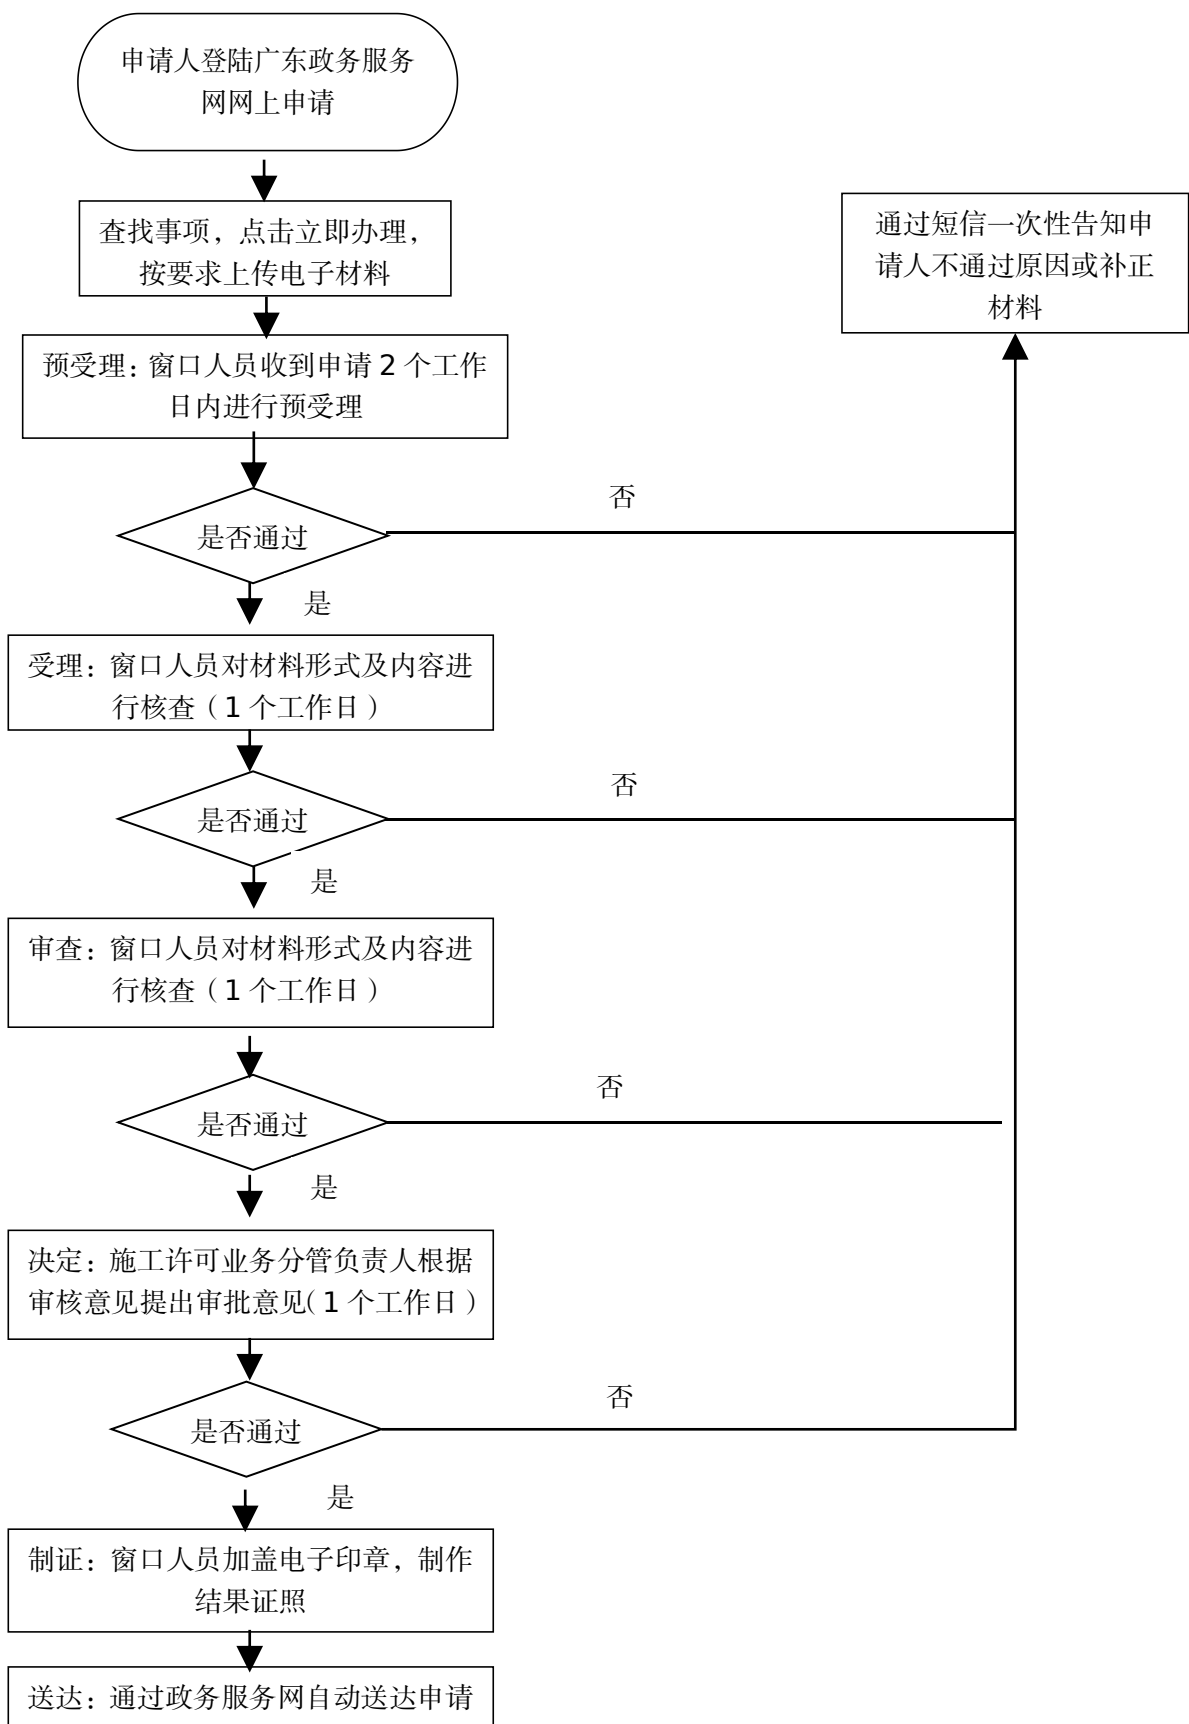 申请人登陆广东政务服务
网网上申请
查找事项，点击立即办理，
按要求上传电子材料
通过短信一次性告知申
请人不通过原因或补正
材料
预受理：窗口人员收到申请 2 个工作
日内进行预受理
否
是否通过
是
受理：窗口人员对材料形式及内容进
行核查（1 个工作日）
否
是否通过
是
审查：窗口人员对材料形式及内容进
行核查（1 个工作日）
否
是否通过
是
决定：施工许可业务分管负责人根据
审核意见提出审批意见（1 个工作日）
否
是否通过
是
制证：窗口人员加盖电子印章，制作
结果证照
送达：通过政务服务网自动送达申请